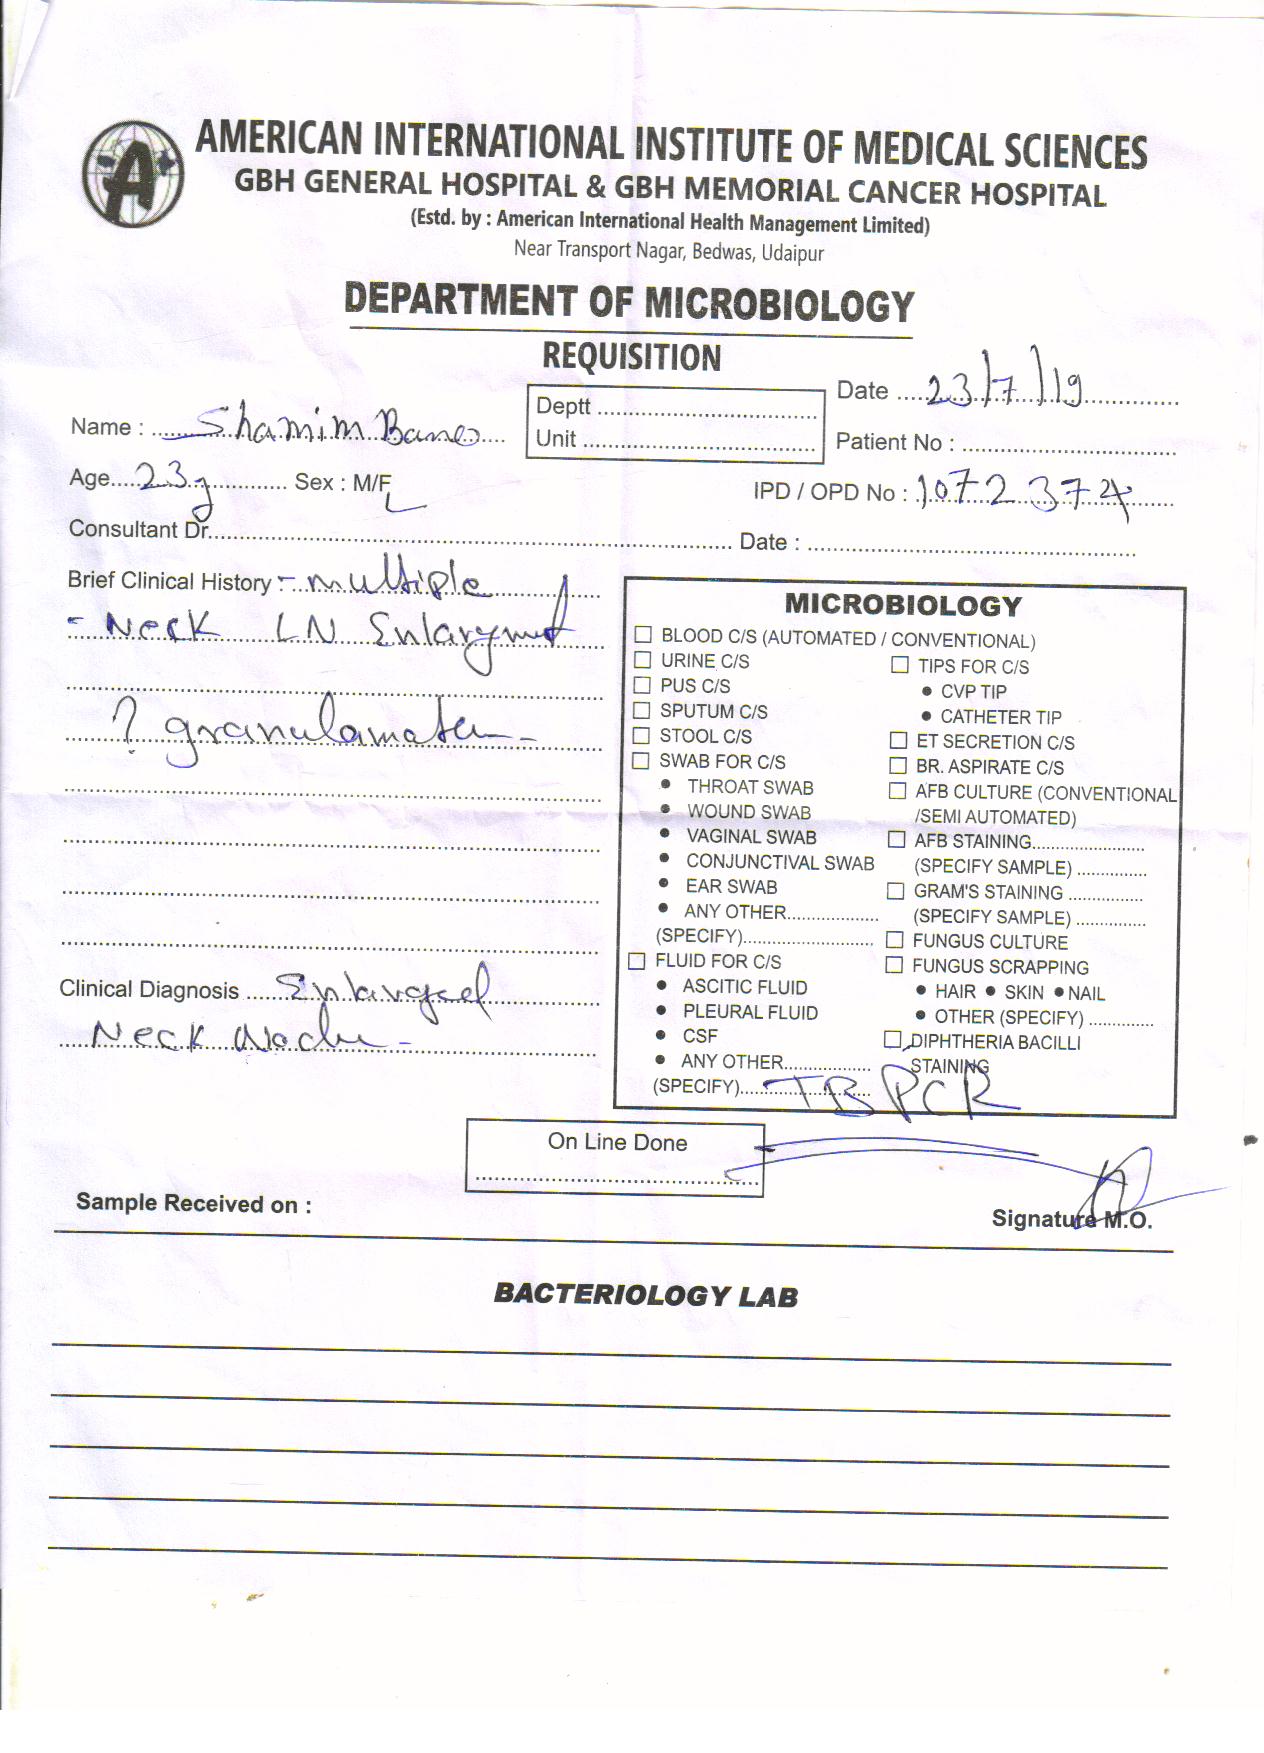 AMERICAN INTERNATIONAL INSTITUTE OF MEDICAL SCIENCES
GBH GENERAL HOSPITAL & GBH MEMORIAL CANCER HOSPITAL
(Estd. by : American International Health Management Limited)
Near Transport Nagar, Bedwas, Udaipur
DEPARTMENT OF MICROBIOLOGY
REQUISITION
Name : Shamim Bano
Deptt
Unit
Date 23/7/19
Patient No :
Age 23y Sex : M/F
IPD / OPD No :
Consultant Dr. Date :
Brief Clinical History - multiple
- Neck LN Enlargmet
? granulomatu -
Clinical Diagnosis Enlarged
Neck Node -
MICROBIOLOGY
BLOOD C/S (AUTOMATED / CONVENTIONAL)
URINE C/S
PUS C/S
SPUTUM C/S
STOOL C/S
SWAB FOR C/S
• THROAT SWAB
• WOUND SWAB
• VAGINAL SWAB
• CONJUNCTIVAL SWAB
• EAR SWAB
• ANY OTHER
(SPECIFY)
FLUID FOR C/S
• ASCITIC FLUID
• PLEURAL FLUID
• CSF
• ANY OTHER
(SPECIFY) TB PCR
TIPS FOR C/S
• CVP TIP
• CATHETER TIP
ET SECRETION C/S
BR. ASPIRATE C/S
AFB CULTURE (CONVENTIONAL
/SEMI AUTOMATED)
AFB STAINING
(SPECIFY SAMPLE)
GRAM'S STAINING
(SPECIFY SAMPLE)
FUNGUS CULTURE
FUNGUS SCRAPPING
• HAIR • SKIN • NAIL
• OTHER (SPECIFY)
DIPHTHERIA BACILLI
STAINING
On Line Done
Sample Received on :
Signature M.O.
BACTERIOLOGY LAB